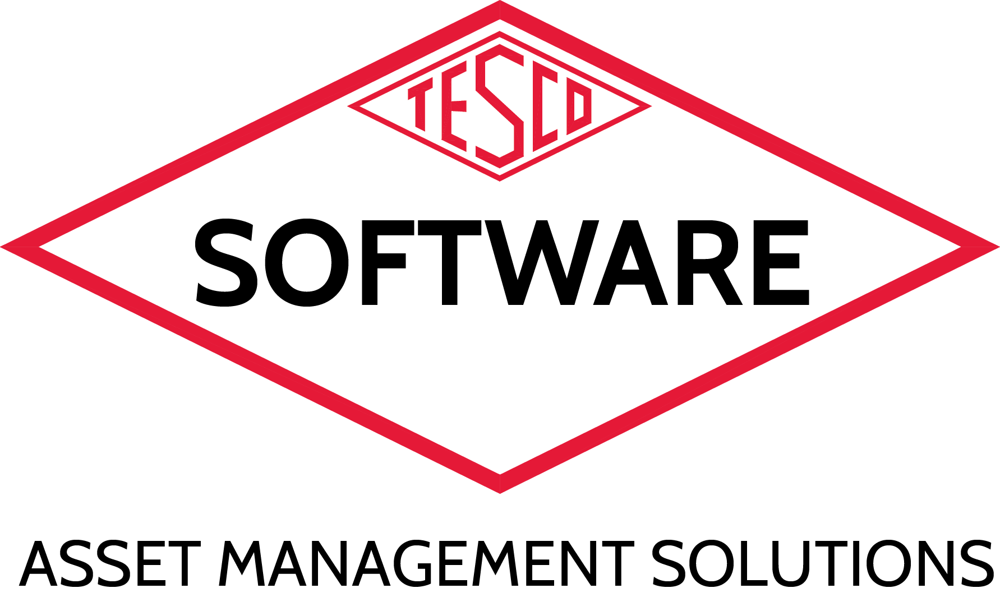 TESCO
SOFTWARE
ASSET MANAGEMENT SOLUTIONS